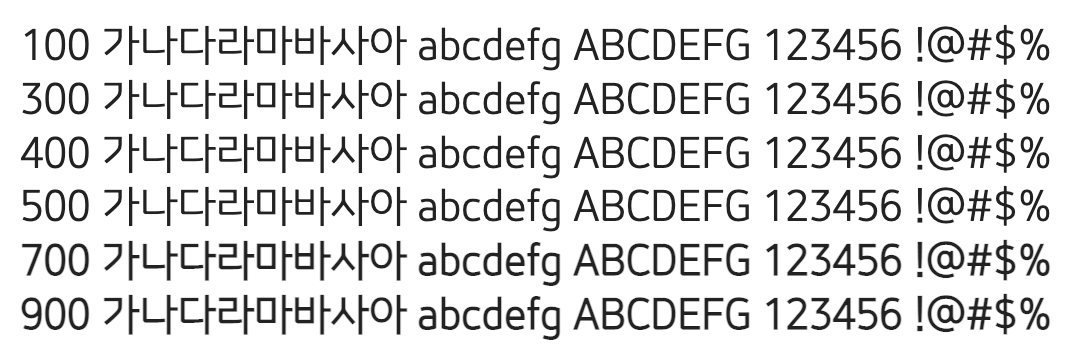 100 가나다라마바사아 abcdefg ABCDEFG 123456 !@#$%
300 가나다라마바사아 abcdefg ABCDEFG 123456 !@#$%
400 가나다라마바사아 abcdefg ABCDEFG 123456 !@#$%
500 가나다라마바사아 abcdefg ABCDEFG 123456 !@#$%
700 가나다라마바사아 abcdefg ABCDEFG 123456 !@#$%
900 가나다라마바사아 abcdefg ABCDEFG 123456 !@#$%